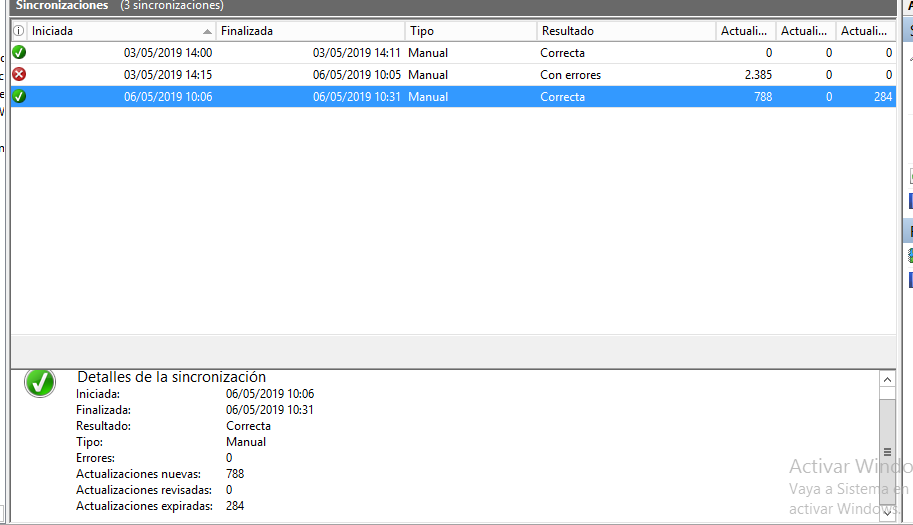 Sincronizaciones (3 sincronizaciones)
Iniciada Finalizada Tipo Resultado Actuali... Actuali... Actuali...
03/05/2019 14:00 03/05/2019 14:11 Manual Correcta 0 0 0
03/05/2019 14:15 06/05/2019 10:05 Manual Con errores 2.385 0 0
06/05/2019 10:06 06/05/2019 10:31 Manual Correcta 788 0 284
Detalles de la sincronización
Iniciada: 06/05/2019 10:06
Finalizada: 06/05/2019 10:31
Resultado: Correcta
Tipo: Manual
Errores: 0
Actualizaciones nuevas: 788
Actualizaciones revisadas: 0
Actualizaciones expiradas: 284
Activar Windo
Vaya a Sistema en
activar Windows.